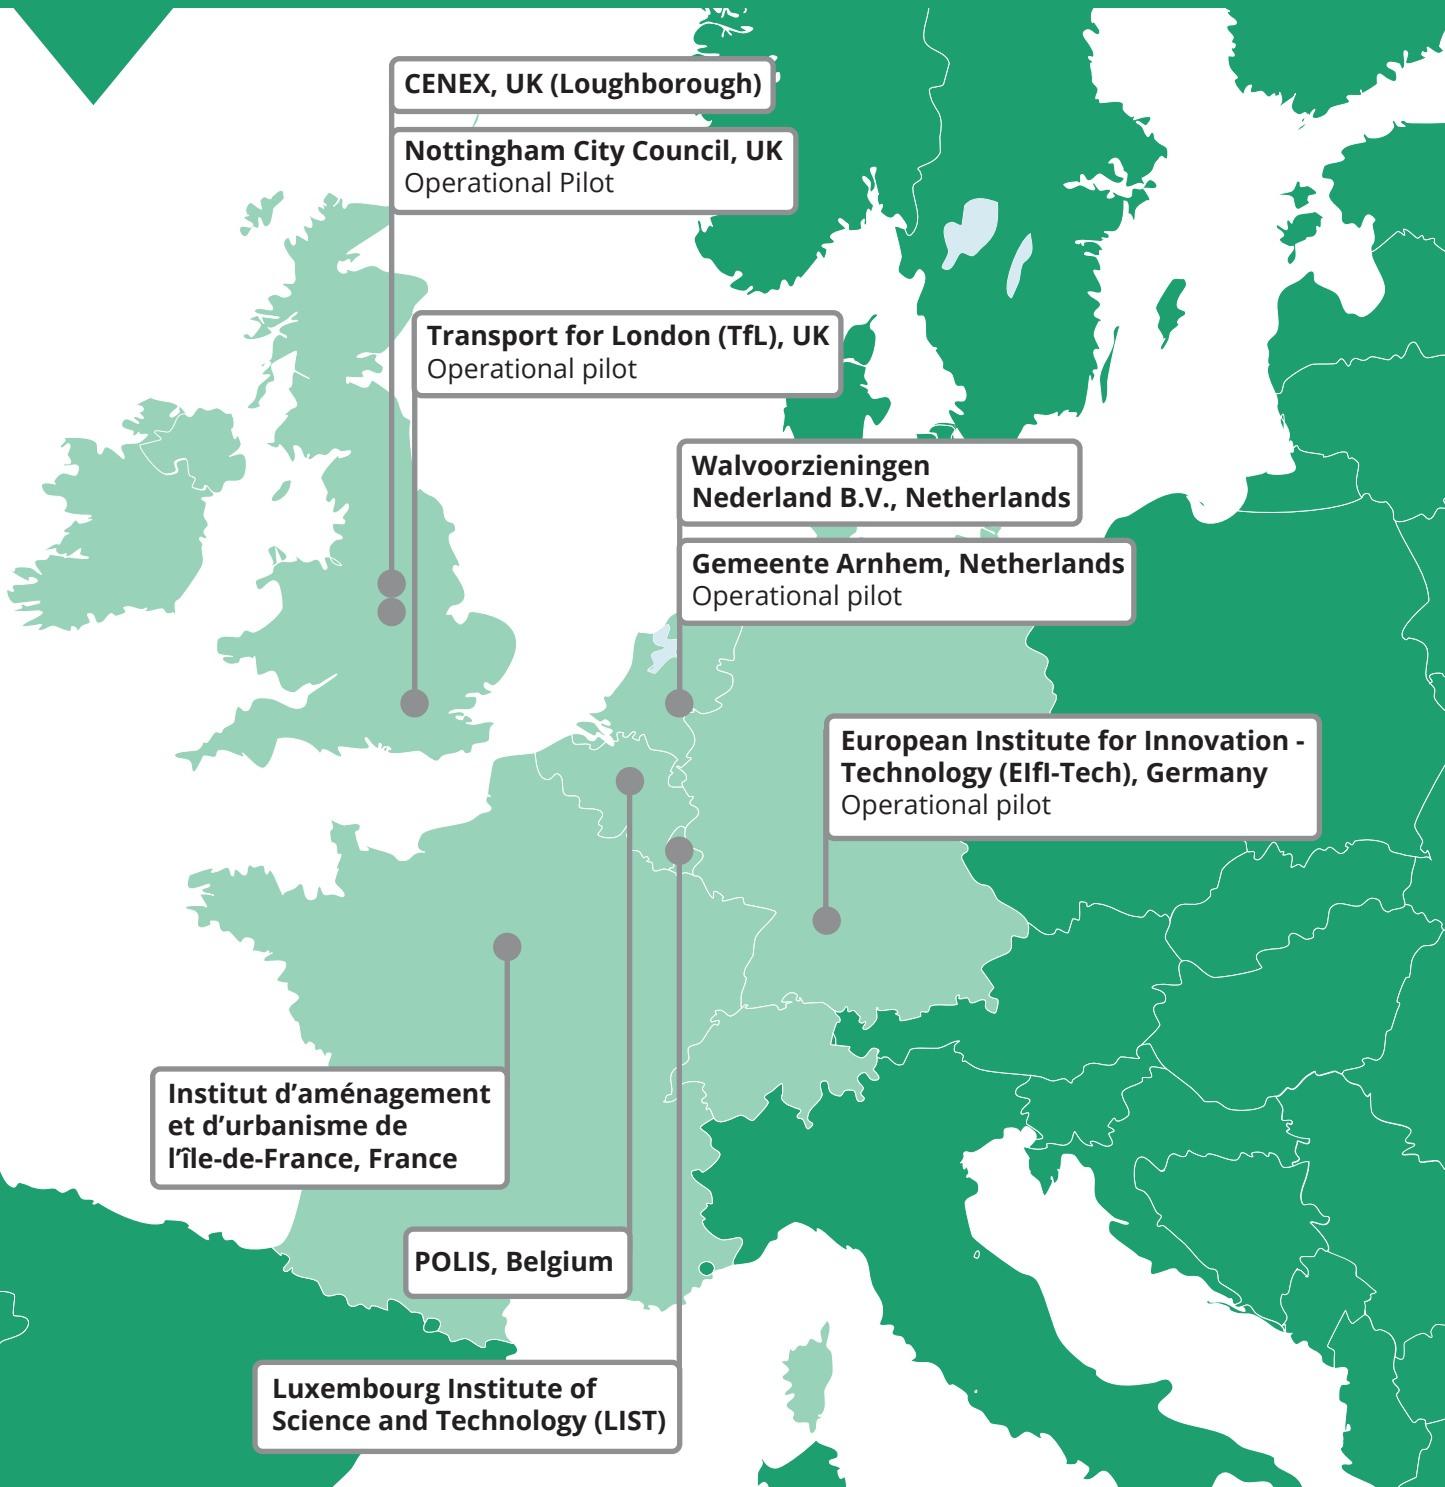 CENEX, UK (Loughborough)
Nottingham City Council, UK
Operational Pilot
Transport for London (TfL), UK
Operational pilot
Walvoorzieningen
Nederland B.V., Netherlands
Gemeente Arnhem, Netherlands
Operational pilot
European Institute for Innovation -
Technology (EIfI-Tech), Germany
Operational pilot
Institut d’aménagement
et d’urbanisme de
l’île-de-France, France
POLIS, Belgium
Luxembourg Institute of
Science and Technology (LIST)